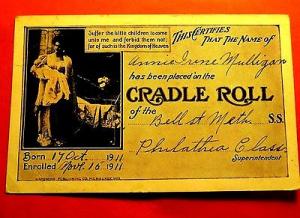 Suffer the little children to come
unto me and forbid them not;
for of such is the Kingdom of Heaven
THIS CERTIFIES
THAT THE NAME OF
Annie Irene Mulligan
has been placed on the
CRADLE ROLL
of the Bell St Meth. S.S.
Philathea Class
Superintendent
Born 17 Oct. 1911
Enrolled Nov. 16 1911